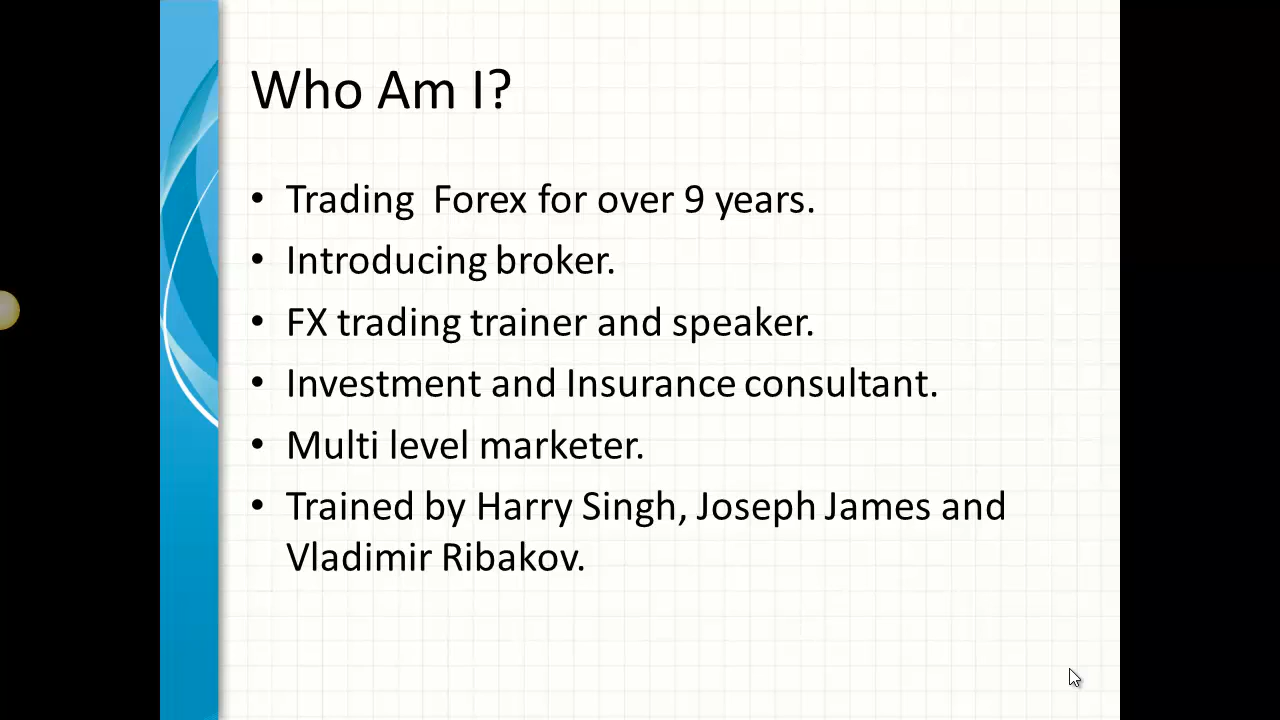 Who Am I?
• Trading  Forex for over 9 years.
• Introducing broker.
• FX trading trainer and speaker.
• Investment and Insurance consultant.
• Multi level marketer.
• Trained by Harry Singh, Joseph James and
Vladimir Ribakov.